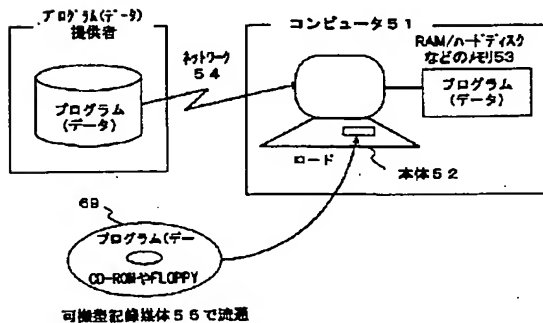 プログラム(データ)
提供者
プログラム
(データ)
ネットワーク
54
コンピュータ51
RAM/ハードディスク
などのメモリ53
プログラム
(データ)
ロード
本体52
69
プログラム(デー
CD-ROMやFLOPPY
可搬型記録媒体55で流通